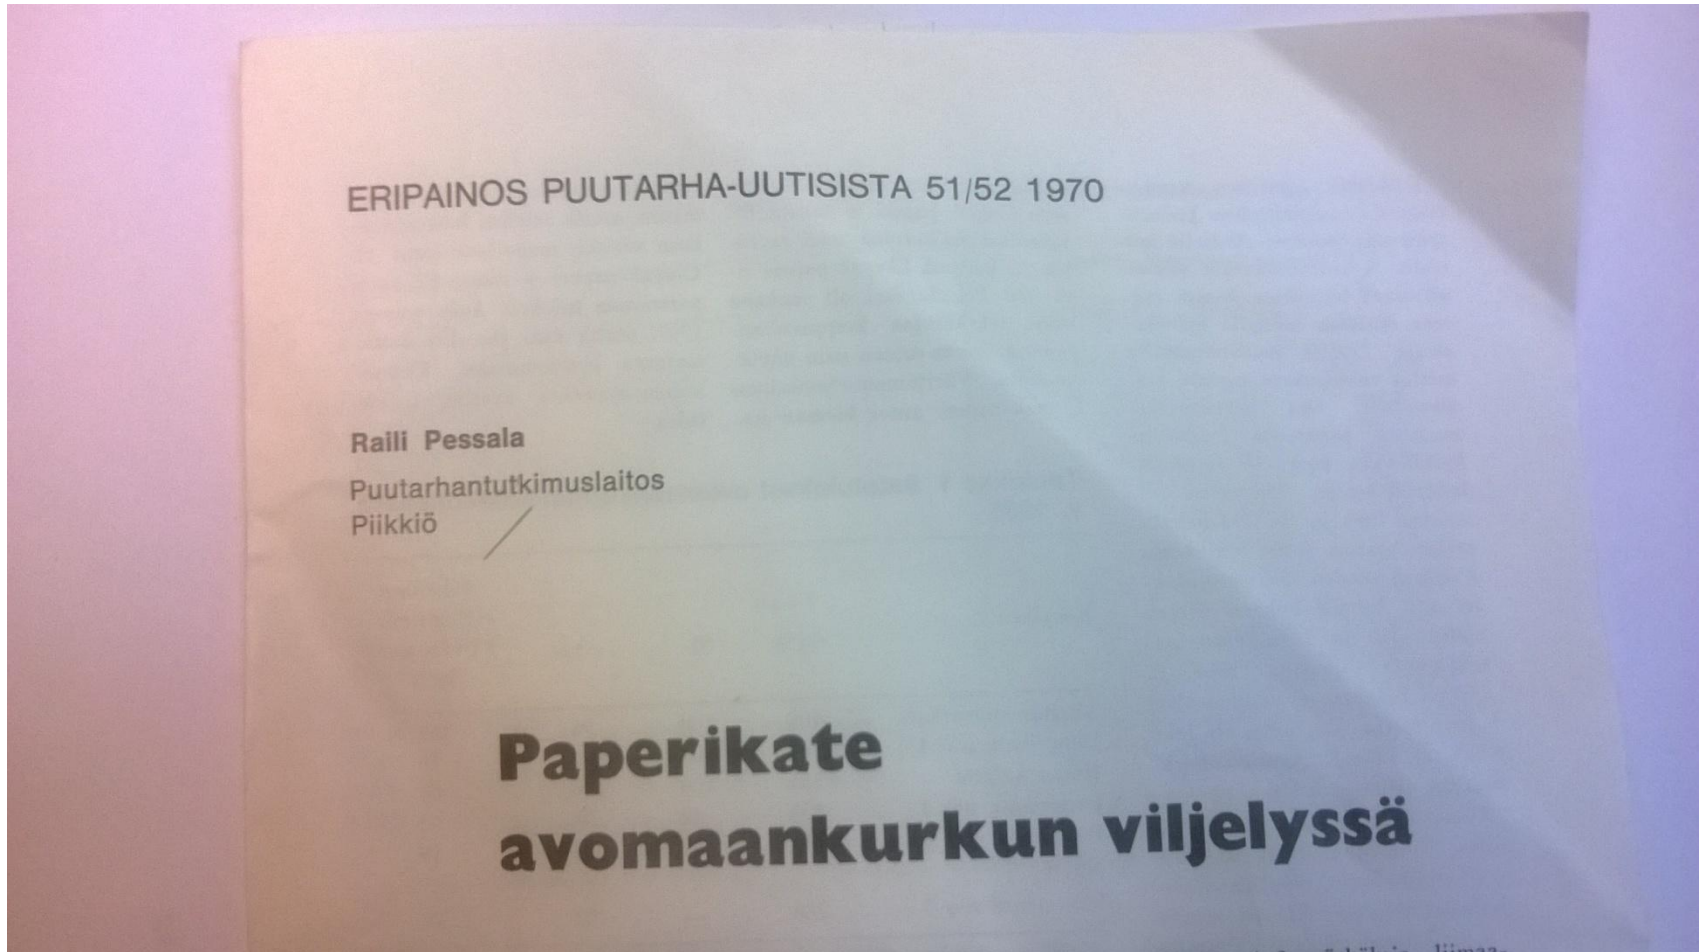 ERIPAINOS PUUTARHA-UUTISISTA 51/52 1970
Raili Pessala
Puutarhantutkimuslaitos
Piikkiö
Paperikate
avomaankurkun viljelyssä